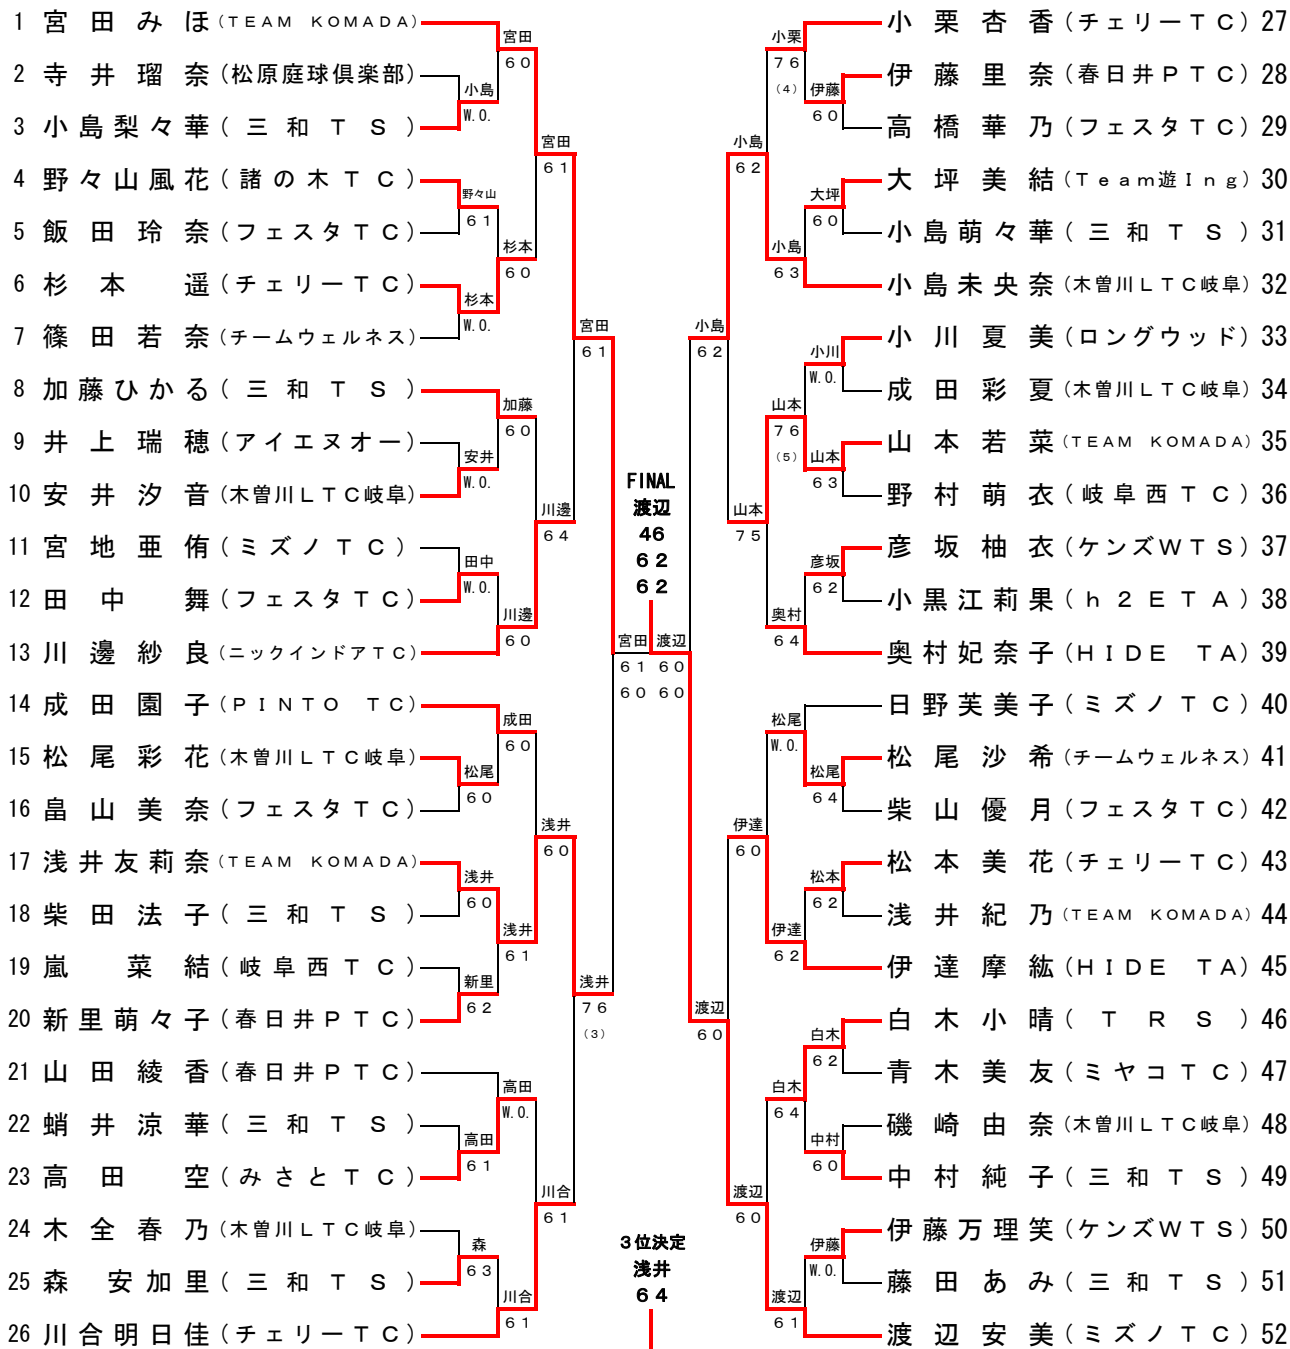 1 宮田みほ(TEAM KOMADA)
2 寺井瑠奈(松原庭球倶楽部)
3 小島梨々華(三和TS)
4 野々山風花(諸の木TC)
5 飯田玲奈(フェスタTC)
6 杉本遥(チェリーTC)
7 篠田若奈(チームウェルネス)
8 加藤ひかる(三和TS)
9 井上瑞穂(アイエヌオー)
10 安井汐音(木曽川LTC岐阜)
11 宮地亜侑(ミズノTC)
12 田中舞(フェスタTC)
13 川邊紗良(ニックインドアTC)
14 成田園子(PINTO TC)
15 松尾彩花(木曽川LTC岐阜)
16 畠山美奈(フェスタTC)
17 浅井友莉奈(TEAM KOMADA)
18 柴田法子(三和TS)
19 嵐菜結(岐阜西TC)
20 新里萌々子(春日井PTC)
21 山田綾香(春日井PTC)
22 蛸井涼華(三和TS)
23 高田空(みさとTC)
24 木全春乃(木曽川LTC岐阜)
25 森安加里(三和TS)
26 川合明日佳(チェリーTC)
小島
W.O.
野々山
61
杉本
W.O.
安井
W.O.
田中
W.O.
松尾
60
浅井
60
新里
62
高田
61
森
63
宮田
60
杉本
60
加藤
60
川邊
60
成田
60
浅井
61
高田
W.O.
川合
61
宮田
61
川邊
64
浅井
60
川合
61
宮田
61
浅井
76
(3)
宮田
61
60
FINAL
渡辺
46
62
62
渡辺
60
60
3位決定
浅井
64
小島
62
渡辺
60
小島
62
山本
75
伊達
60
渡辺
60
小栗
76
(4)
小島
63
山本
76
(5)
奥村
64
松尾
W.O.
伊達
62
白木
64
渡辺
61
伊藤
60
大坪
60
小川
W.O.
山本
63
彦坂
62
松尾
64
松本
62
白木
62
中村
60
伊藤
W.O.
小栗杏香(チェリーTC) 27
伊藤里奈(春日井PTC) 28
高橋華乃(フェスタTC) 29
大坪美結(Team遊Ing) 30
小島萌々華(三和TS) 31
小島未央奈(木曽川LTC岐阜) 32
小川夏美(ロングウッド) 33
成田彩夏(木曽川LTC岐阜) 34
山本若菜(TEAM KOMADA) 35
野村萌衣(岐阜西TC) 36
彦坂柚衣(ケンズWTS) 37
小黒江莉果(h2ETA) 38
奥村妃奈子(HIDE TA) 39
日野芙美子(ミズノTC) 40
松尾沙希(チームウェルネス) 41
柴山優月(フェスタTC) 42
松本美花(チェリーTC) 43
浅井紀乃(TEAM KOMADA) 44
伊達摩紘(HIDE TA) 45
白木小晴(TRS) 46
青木美友(ミヤコTC) 47
磯崎由奈(木曽川LTC岐阜) 48
中村純子(三和TS) 49
伊藤万理笑(ケンズWTS) 50
藤田あみ(三和TS) 51
渡辺安美(ミズノTC) 52